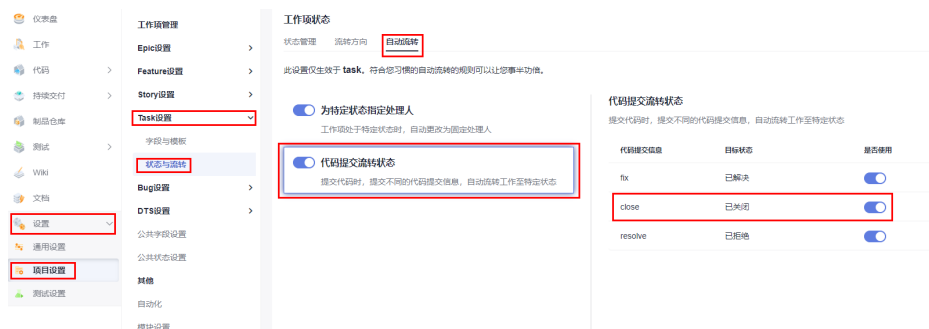 仪表盘
工作
代码
持续交付
制品仓库
测试
Wiki
文档
设置
通用设置
项目设置
测试设置
工作项管理
Epic设置
Feature设置
Story设置
Task设置
字段与模板
状态与流转
Bug设置
DTS设置
公共字段设置
公共状态设置
其他
自动化
模块设置
工作项状态
状态管理 流转方向 自动流转
此设置仅生效于 task，符合您习惯的自动流转的规则可以让您事半功倍。
为特定状态指定处理人
工作项处于特定状态时，自动更改为固定处理人
代码提交流转状态
提交代码时，提交不同的代码提交信息，自动流转工作至特定状态
代码提交流转状态
提交代码时，提交不同的代码提交信息，自动流转工作至特定状态
代码提交信息 目标状态 是否使用
fix 已解决
close 已关闭
resolve 已拒绝